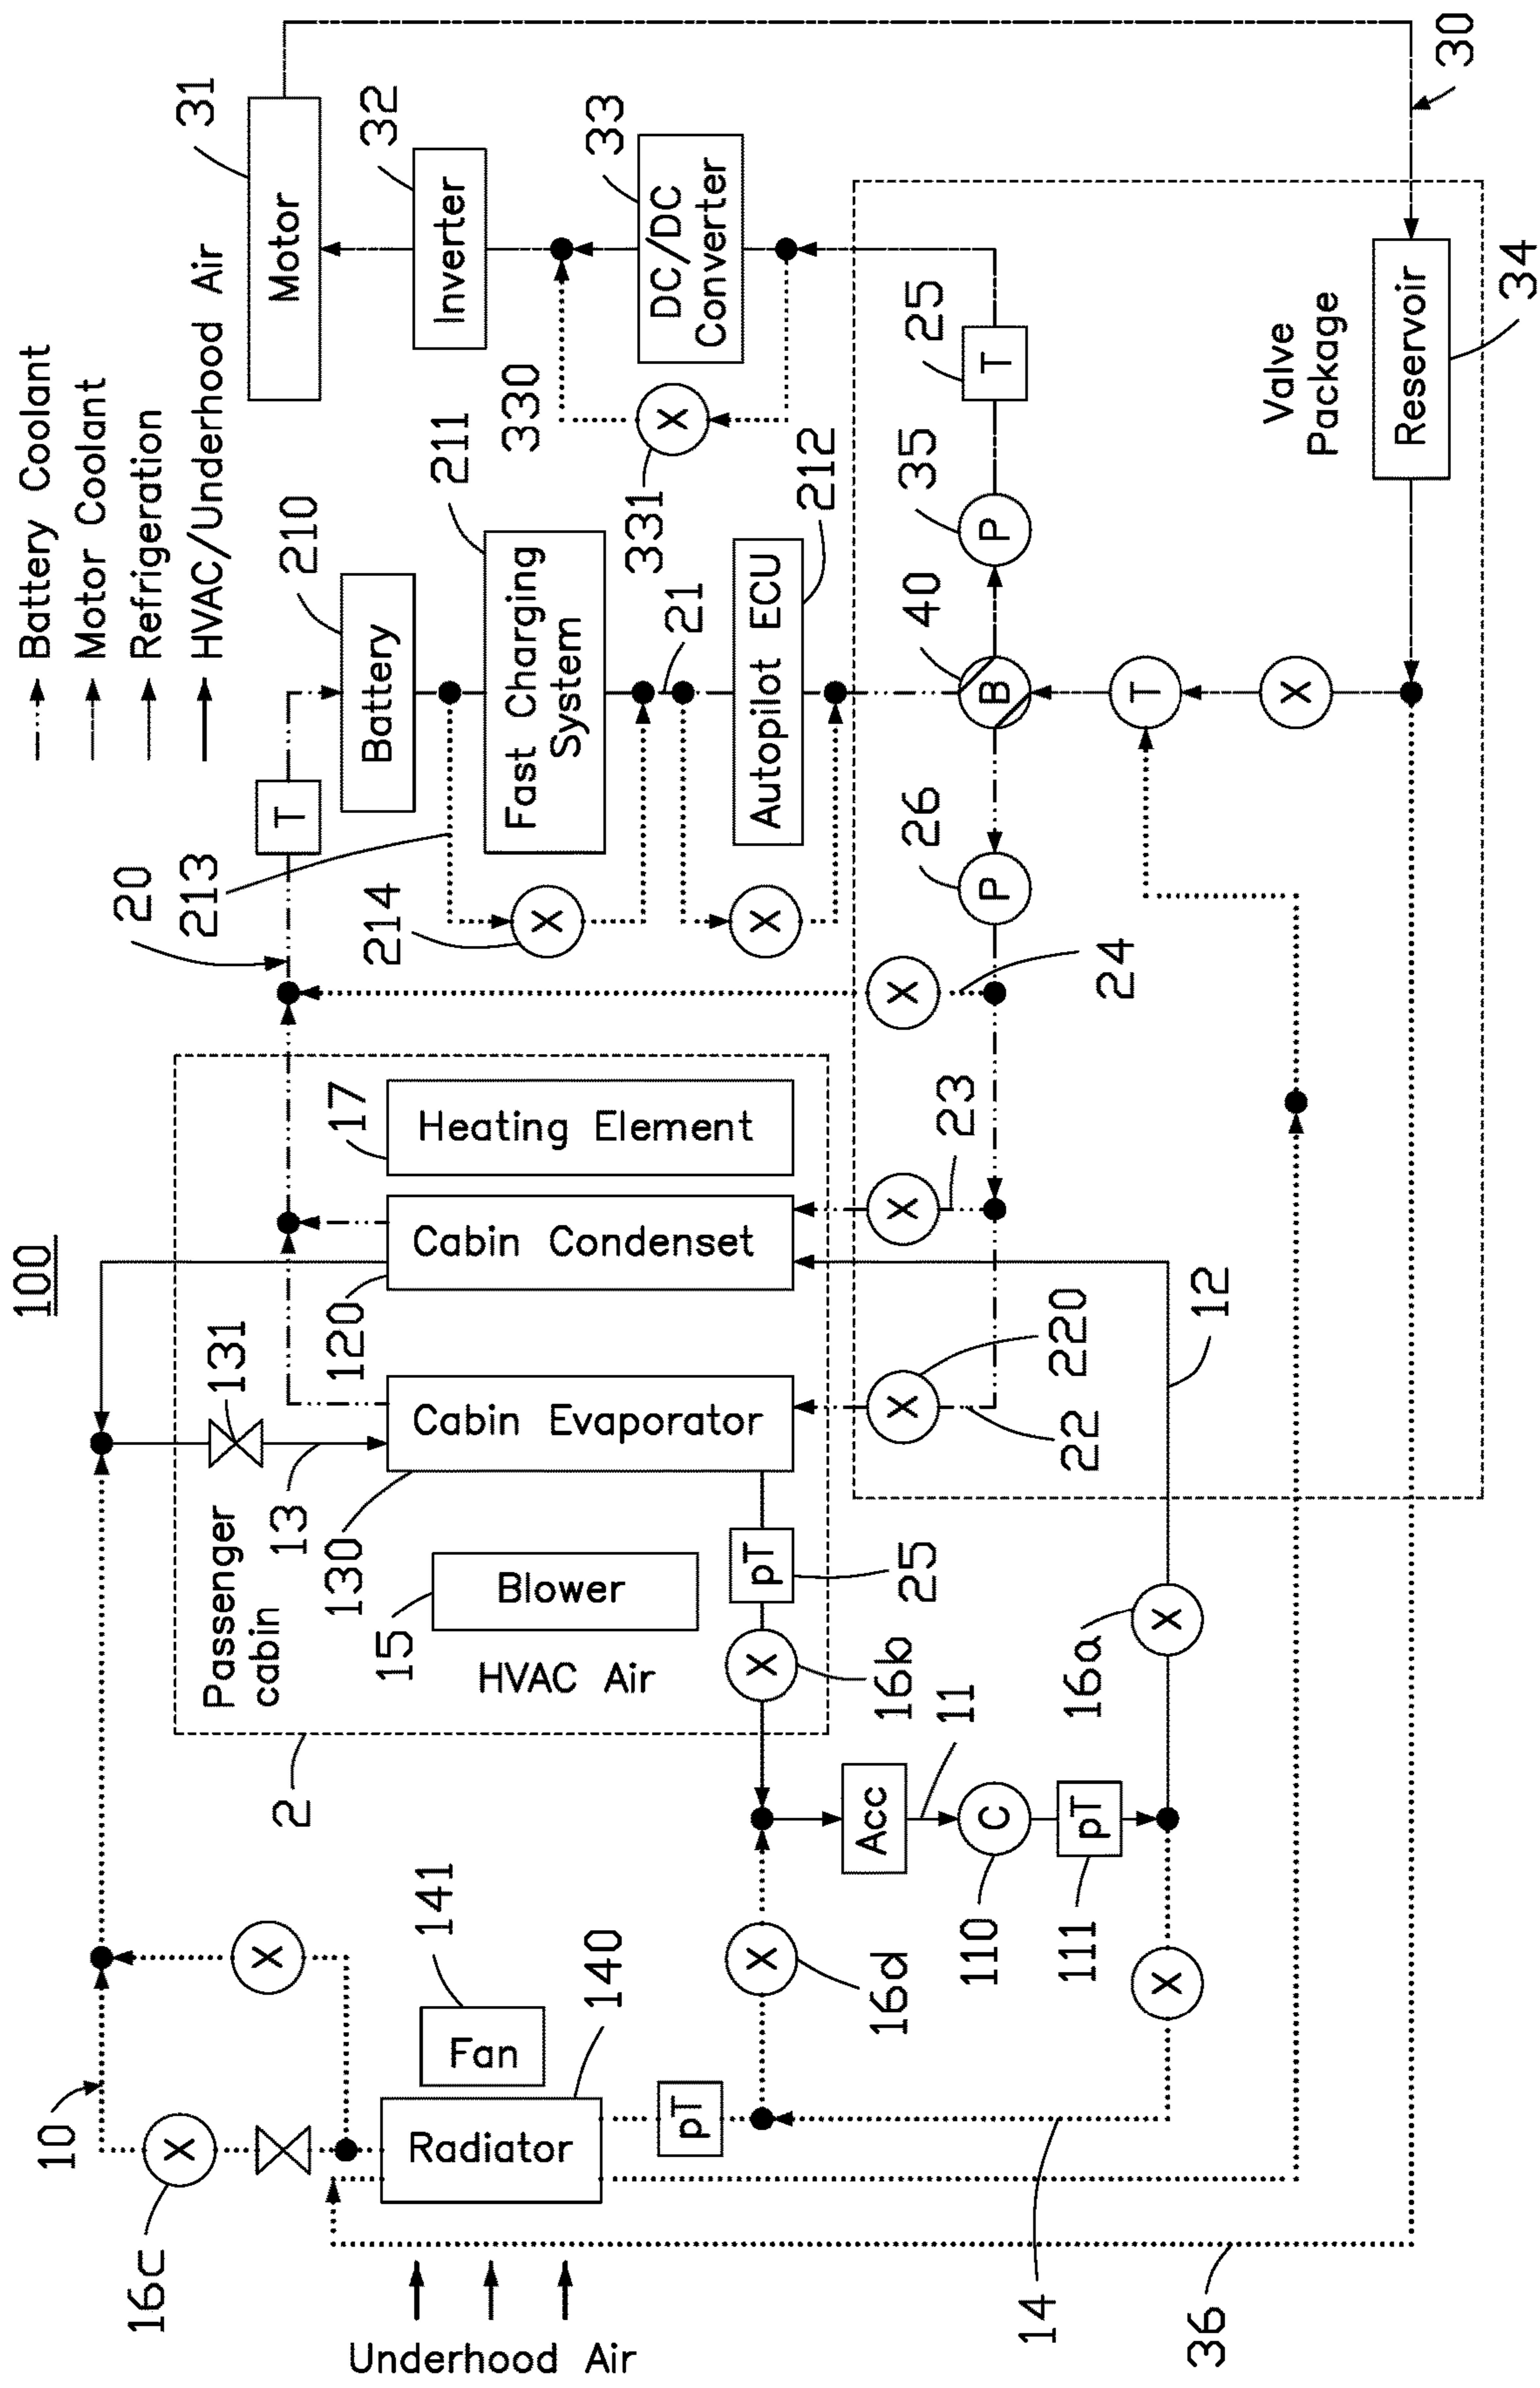 100
Battery Coolant
Motor Coolant
Refrigeration
HVAC/Underhood Air
10
16c
X
X
Radiator
Fan
141
140
pT
Underhood Air
14
36
X
16d
X
2
Passenger
cabin
131
13
130
15
Blower
HVAC Air
Cabin Evaporator
120
Cabin Condenset
17
Heating Element
pT
25
X
16b
Acc
11
C
110
pT
111
16a
X
12
20
T
213
214
X
X
Battery
210
Fast Charging
System
211
21
Autopilot ECU
212
Motor
31
Inverter
32
DC/DC
Converter
33
330
331
X
X
24
X
23
X
220
22
P
26
B
40
P
35
T
25
T
X
Valve
Package
Reservoir
34
30